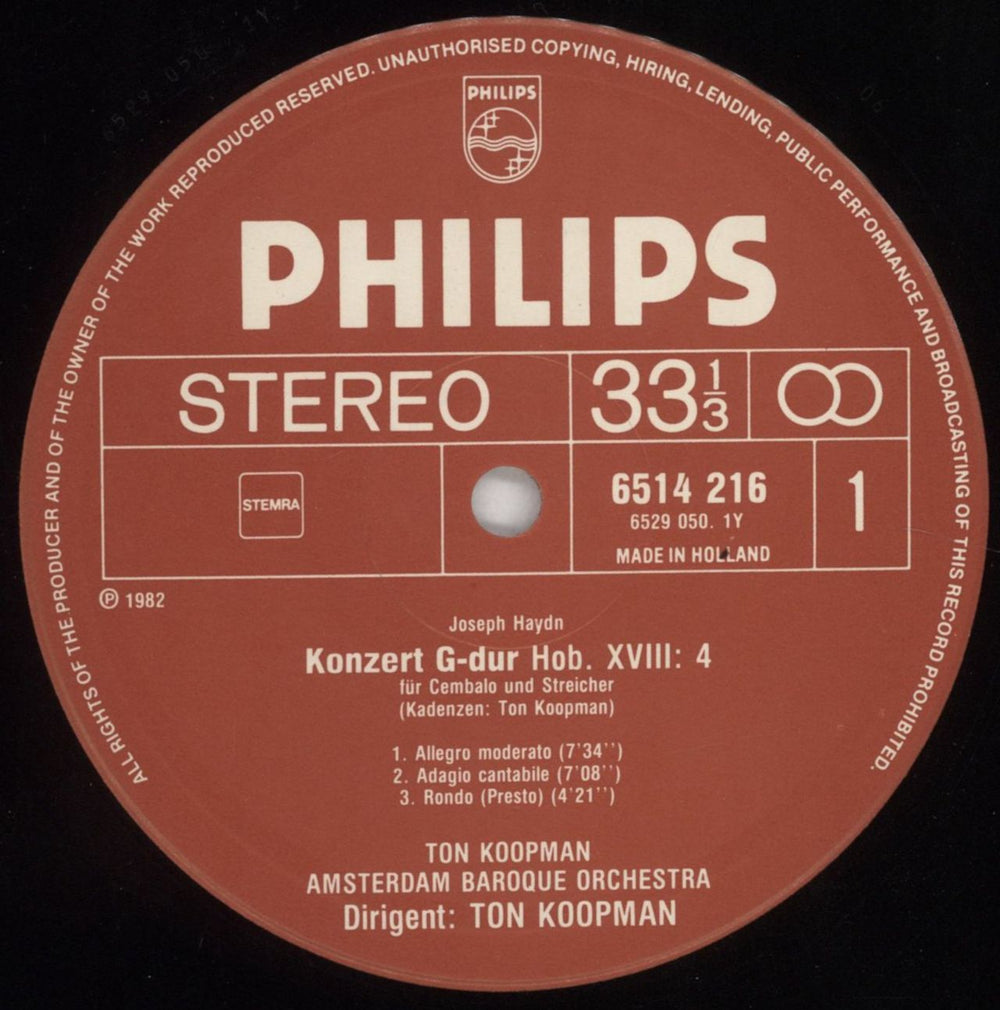 ALL RIGHTS OF THE PRODUCER AND OF THE OWNER OF THE WORK REPRODUCED RESERVED. UNAUTHORISED COPYING, HIRING, LENDING, PUBLIC PERFORMANCE AND BROADCASTING OF THIS RECORD PROHIBITED.
PHILIPS
PHILIPS
STEREO 33 1/3
STEMRA
6514 216
6529 050. 1Y
MADE IN HOLLAND
1
℗ 1982
Joseph Haydn
Konzert G-dur Hob. XVIII: 4
für Cembalo und Streicher
(Kadenzen: Ton Koopman)
1. Allegro moderato (7'34'')
2. Adagio cantabile (7'08'')
3. Rondo (Presto) (4'21'')
TON KOOPMAN
AMSTERDAM BAROQUE ORCHESTRA
Dirigent: TON KOOPMAN